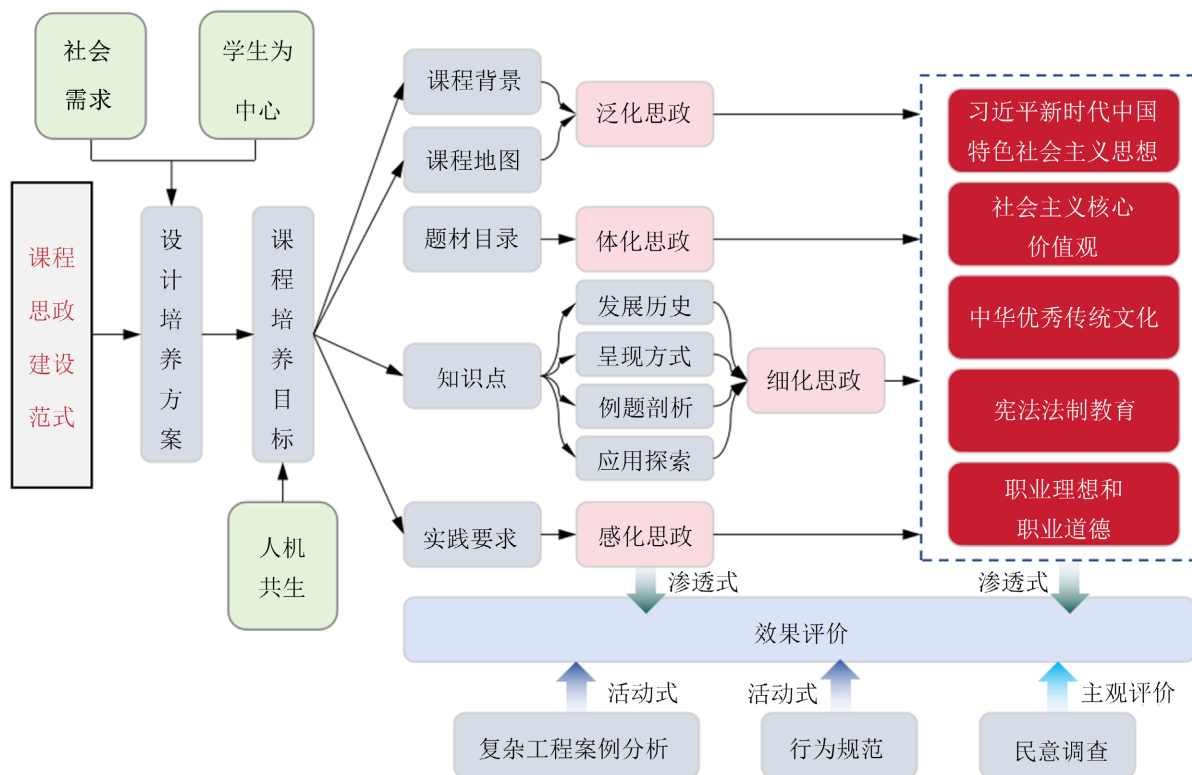 社会
需求
学生为
中心
课程
思政
建设
范式
设计培养方案
课程培养目标
人机
共生
课程背景
课程地图
泛化思政
题材目录
体化思政
知识点
发展历史
呈现方式
例题剖析
应用探索
细化思政
实践要求
感化思政
习近平新时代中国
特色社会主义思想
社会主义核心
价值观
中华优秀传统文化
宪法法制教育
职业理想和
职业道德
渗透式
渗透式
效果评价
活动式
活动式
主观评价
复杂工程案例分析
行为规范
民意调查